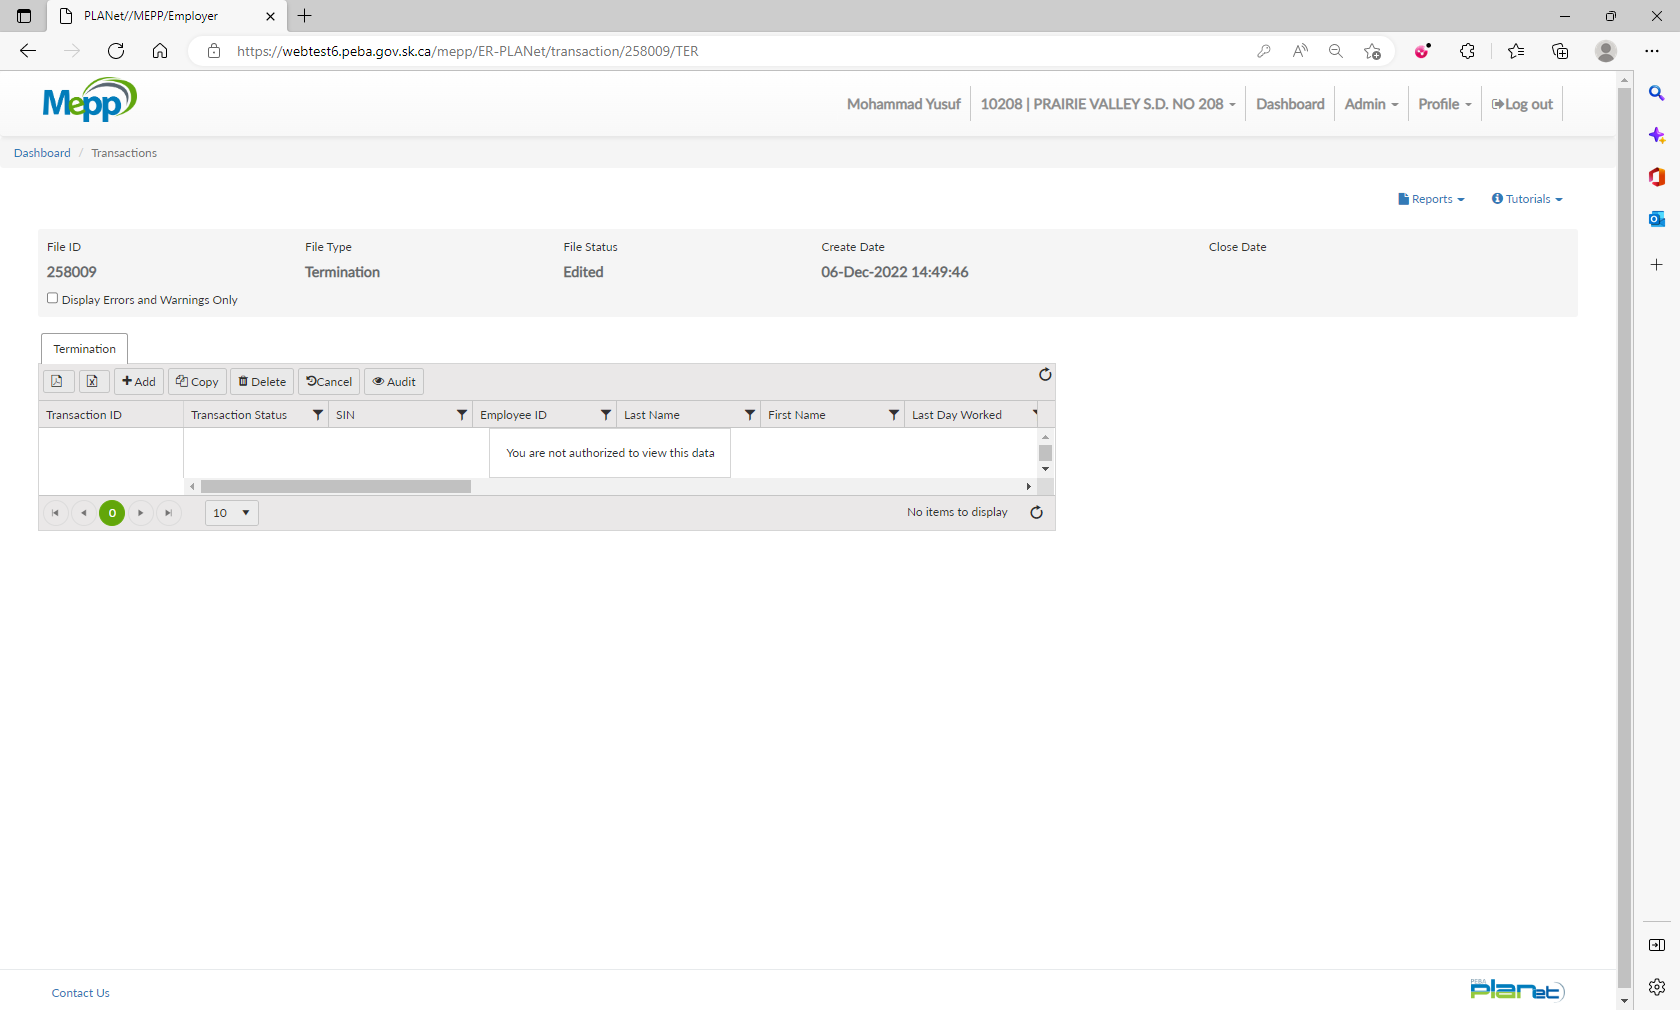 PLANet//MEPP/Employer
https://webtest6.peba.gov.sk.ca/mepp/ER-PLANet/transaction/258009/TER
Mepp
Mohammad Yusuf
10208 | PRAIRIE VALLEY S.D. NO 208
Dashboard
Admin
Profile
Log out
Dashboard / Transactions
Reports
Tutorials
File ID
File Type
File Status
Create Date
Close Date
258009
Termination
Edited
06-Dec-2022 14:49:46
Display Errors and Warnings Only
Termination
Add
Copy
Delete
Cancel
Audit
Transaction ID
Transaction Status
SIN
Employee ID
Last Name
First Name
Last Day Worked
You are not authorized to view this data
0
10
No items to display
Contact Us
PEBA
planet